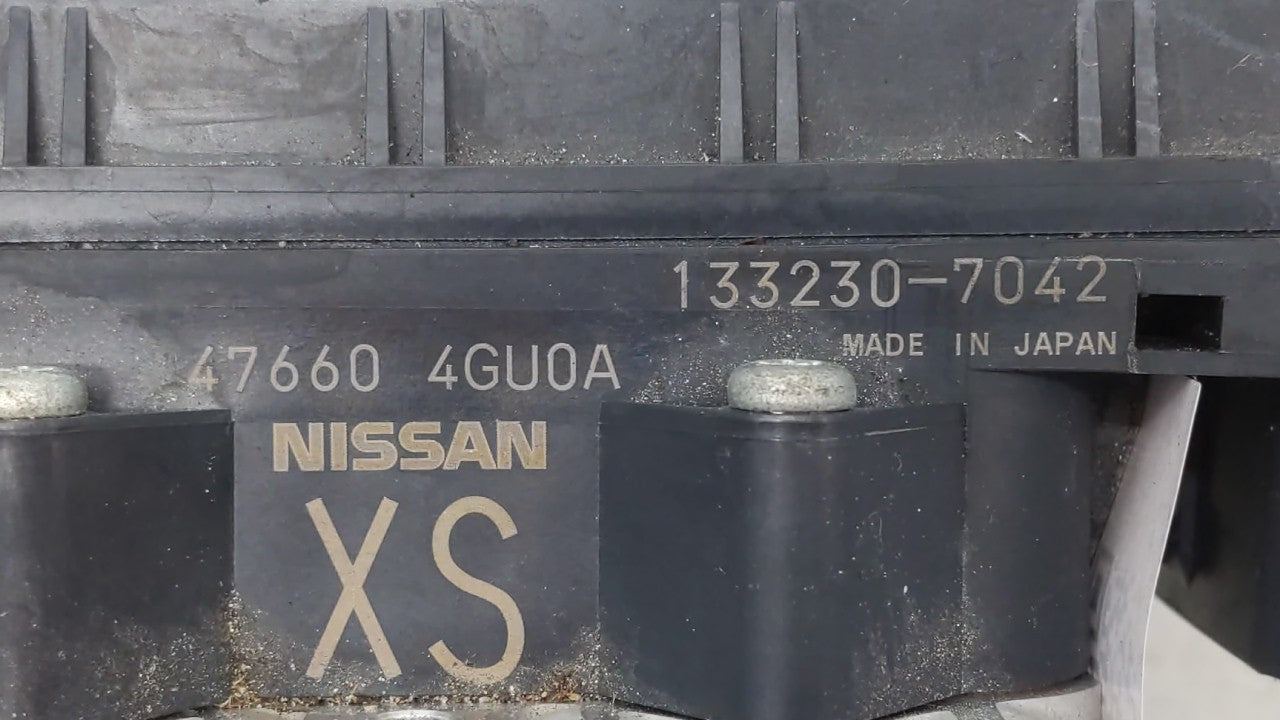 133230-7042
MADE IN JAPAN
47660 4GU0A
NISSAN
XS